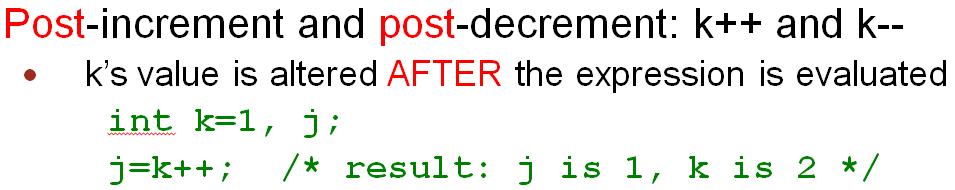 Post-increment and post-decrement: k++ and k--
• k’s value is altered AFTER the expression is evaluated
int k=1, j;
j=k++; /* result: j is 1, k is 2 */